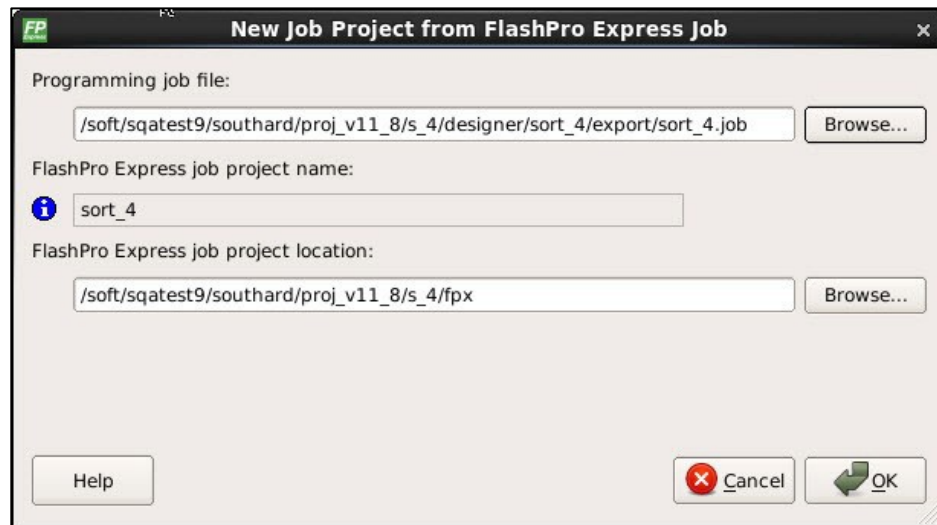 FP
Express
New Job Project from FlashPro Express Job
Programming job file:
/soft/sqatest9/southard/proj_v11_8/s_4/designer/sort_4/export/sort_4.job
Browse...
FlashPro Express job project name:
sort_4
FlashPro Express job project location:
/soft/sqatest9/southard/proj_v11_8/s_4/fpx
Browse...
Help
Cancel
OK